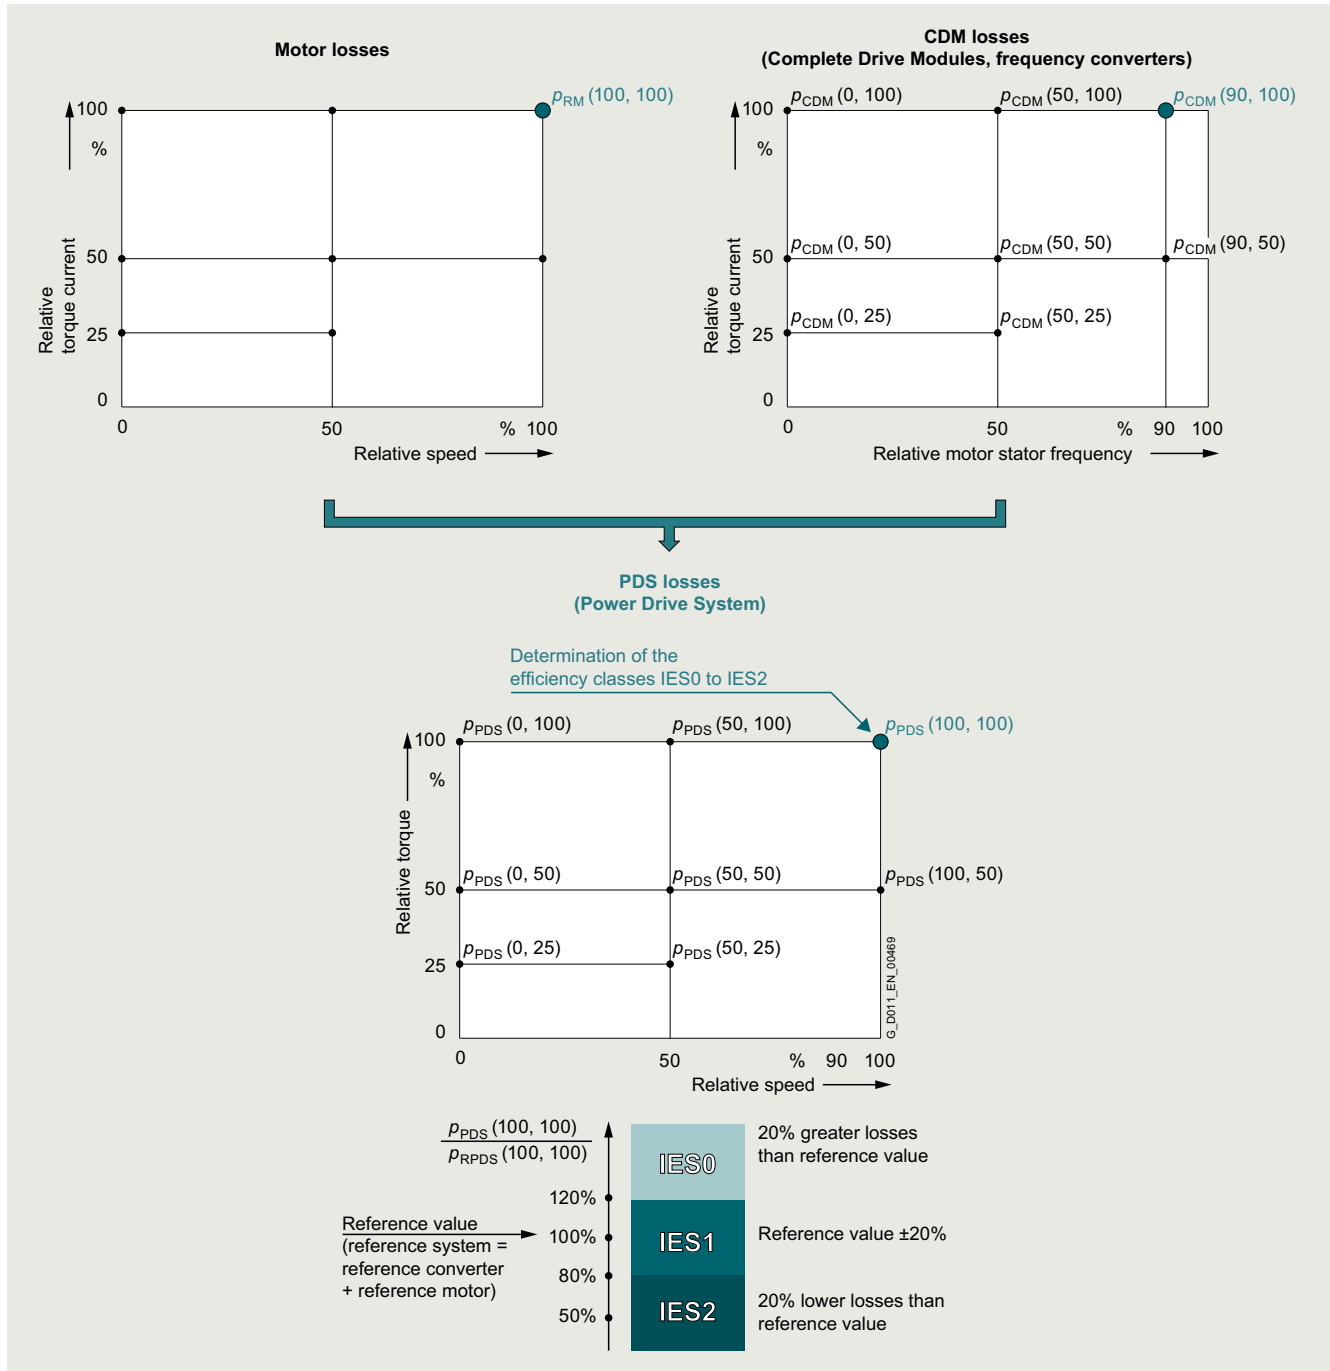 Motor losses
100
%
50
25
0
Relative
torque current
pRM (100, 100)
0
50
% 100
Relative speed
CDM losses
(Complete Drive Modules, frequency converters)
100
%
50
25
0
Relative
torque current
pCDM (0, 100)
pCDM (50, 100)
pCDM (90, 100)
pCDM (0, 50)
pCDM (50, 50)
pCDM (90, 50)
pCDM (0, 25)
pCDM (50, 25)
0
50
% 90 100
Relative motor stator frequency
PDS losses
(Power Drive System)
Determination of the
efficiency classes IES0 to IES2
100
%
50
25
0
Relative torque
pPDS (0, 100)
pPDS (50, 100)
pPDS (100, 100)
pPDS (0, 50)
pPDS (50, 50)
pPDS (100, 50)
pPDS (0, 25)
pPDS (50, 25)
G_D011_EN_00469
0
50
% 90 100
Relative speed
pPDS (100, 100)
pRPDS (100, 100)
120%
100%
80%
50%
Reference value
(reference system =
reference converter
+ reference motor)
IES0
20% greater losses
than reference value
IES1
Reference value ±20%
IES2
20% lower losses than
reference value